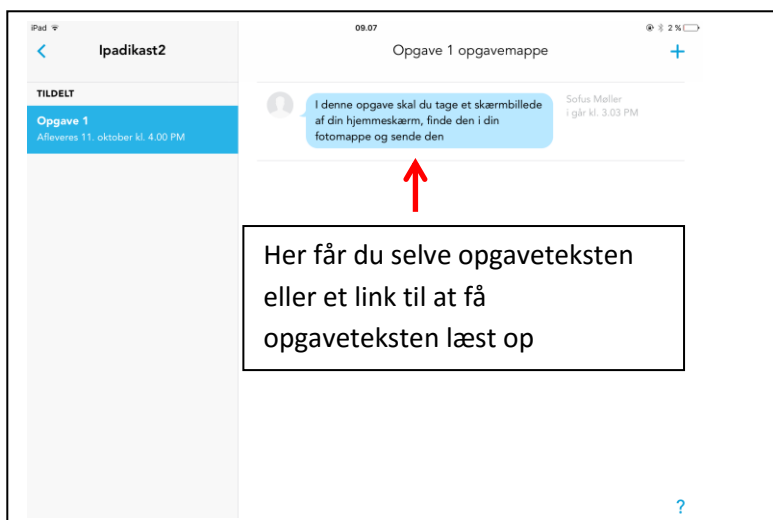 iPad
09.07
2 %
Ipadikast2
Opgave 1 opgavemappe
TILDELT
Opgave 1
Afleveres 11. oktober kl. 4.00 PM
I denne opgave skal du tage et skærmbillede
af din hjemmeskærm, finde den i din
fotomappe og sende den
Sofus Møller
i går kl. 3.03 PM
Her får du selve opgaveteksten
eller et link til at få
opgaveteksten læst op
?